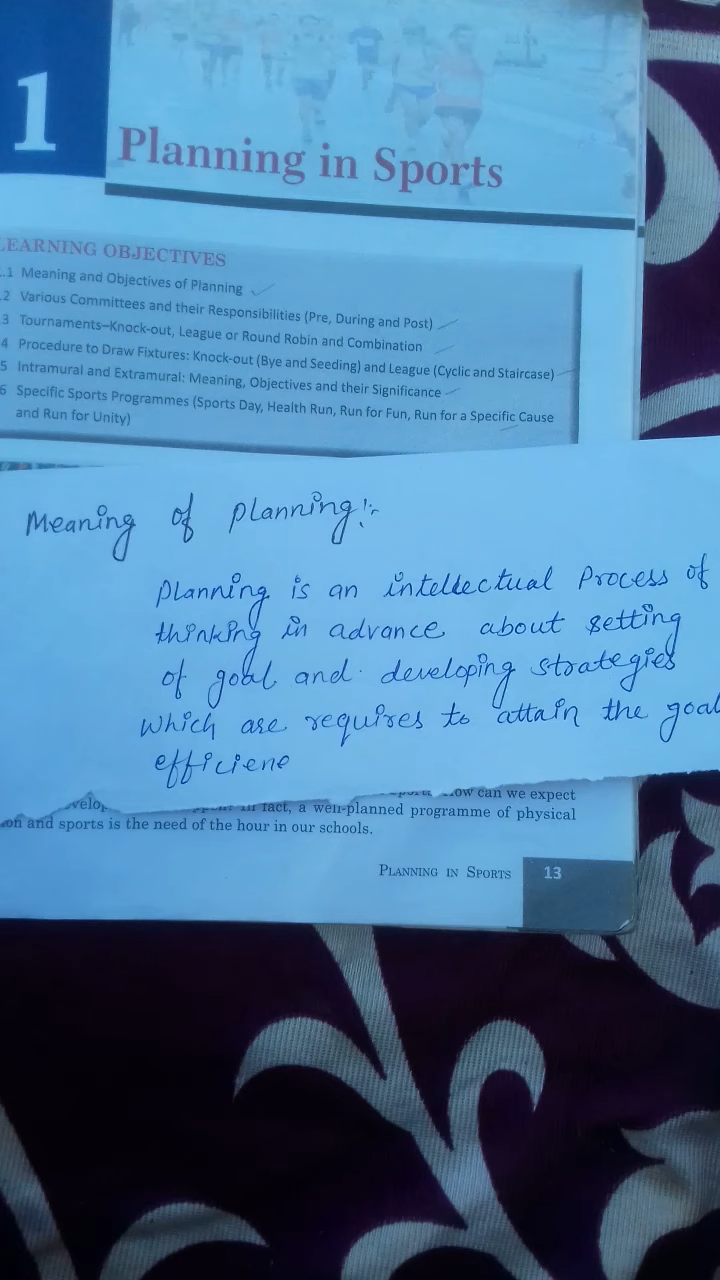 1
Planning in Sports
LEARNING OBJECTIVES
.1 Meaning and Objectives of Planning
.2 Various Committees and their Responsibilities (Pre, During and Post)
3 Tournaments–Knock-out, League or Round Robin and Combination
4 Procedure to Draw Fixtures: Knock-out (Bye and Seeding) and League (Cyclic and Staircase)
5 Intramural and Extramural: Meaning, Objectives and their Significance
6 Specific Sports Programmes (Sports Day, Health Run, Run for Fun, Run for a Specific Cause
and Run for Unity)
Meaning of planning:-
Planning is an intellectual Process of
thinking in advance about setting
of goal and developing strategies
which are requires to attain the goal
efficiene
how can we expect
in fact, a well-planned programme of physical
on and sports is the need of the hour in our schools.
PLANNING IN SPORTS 13